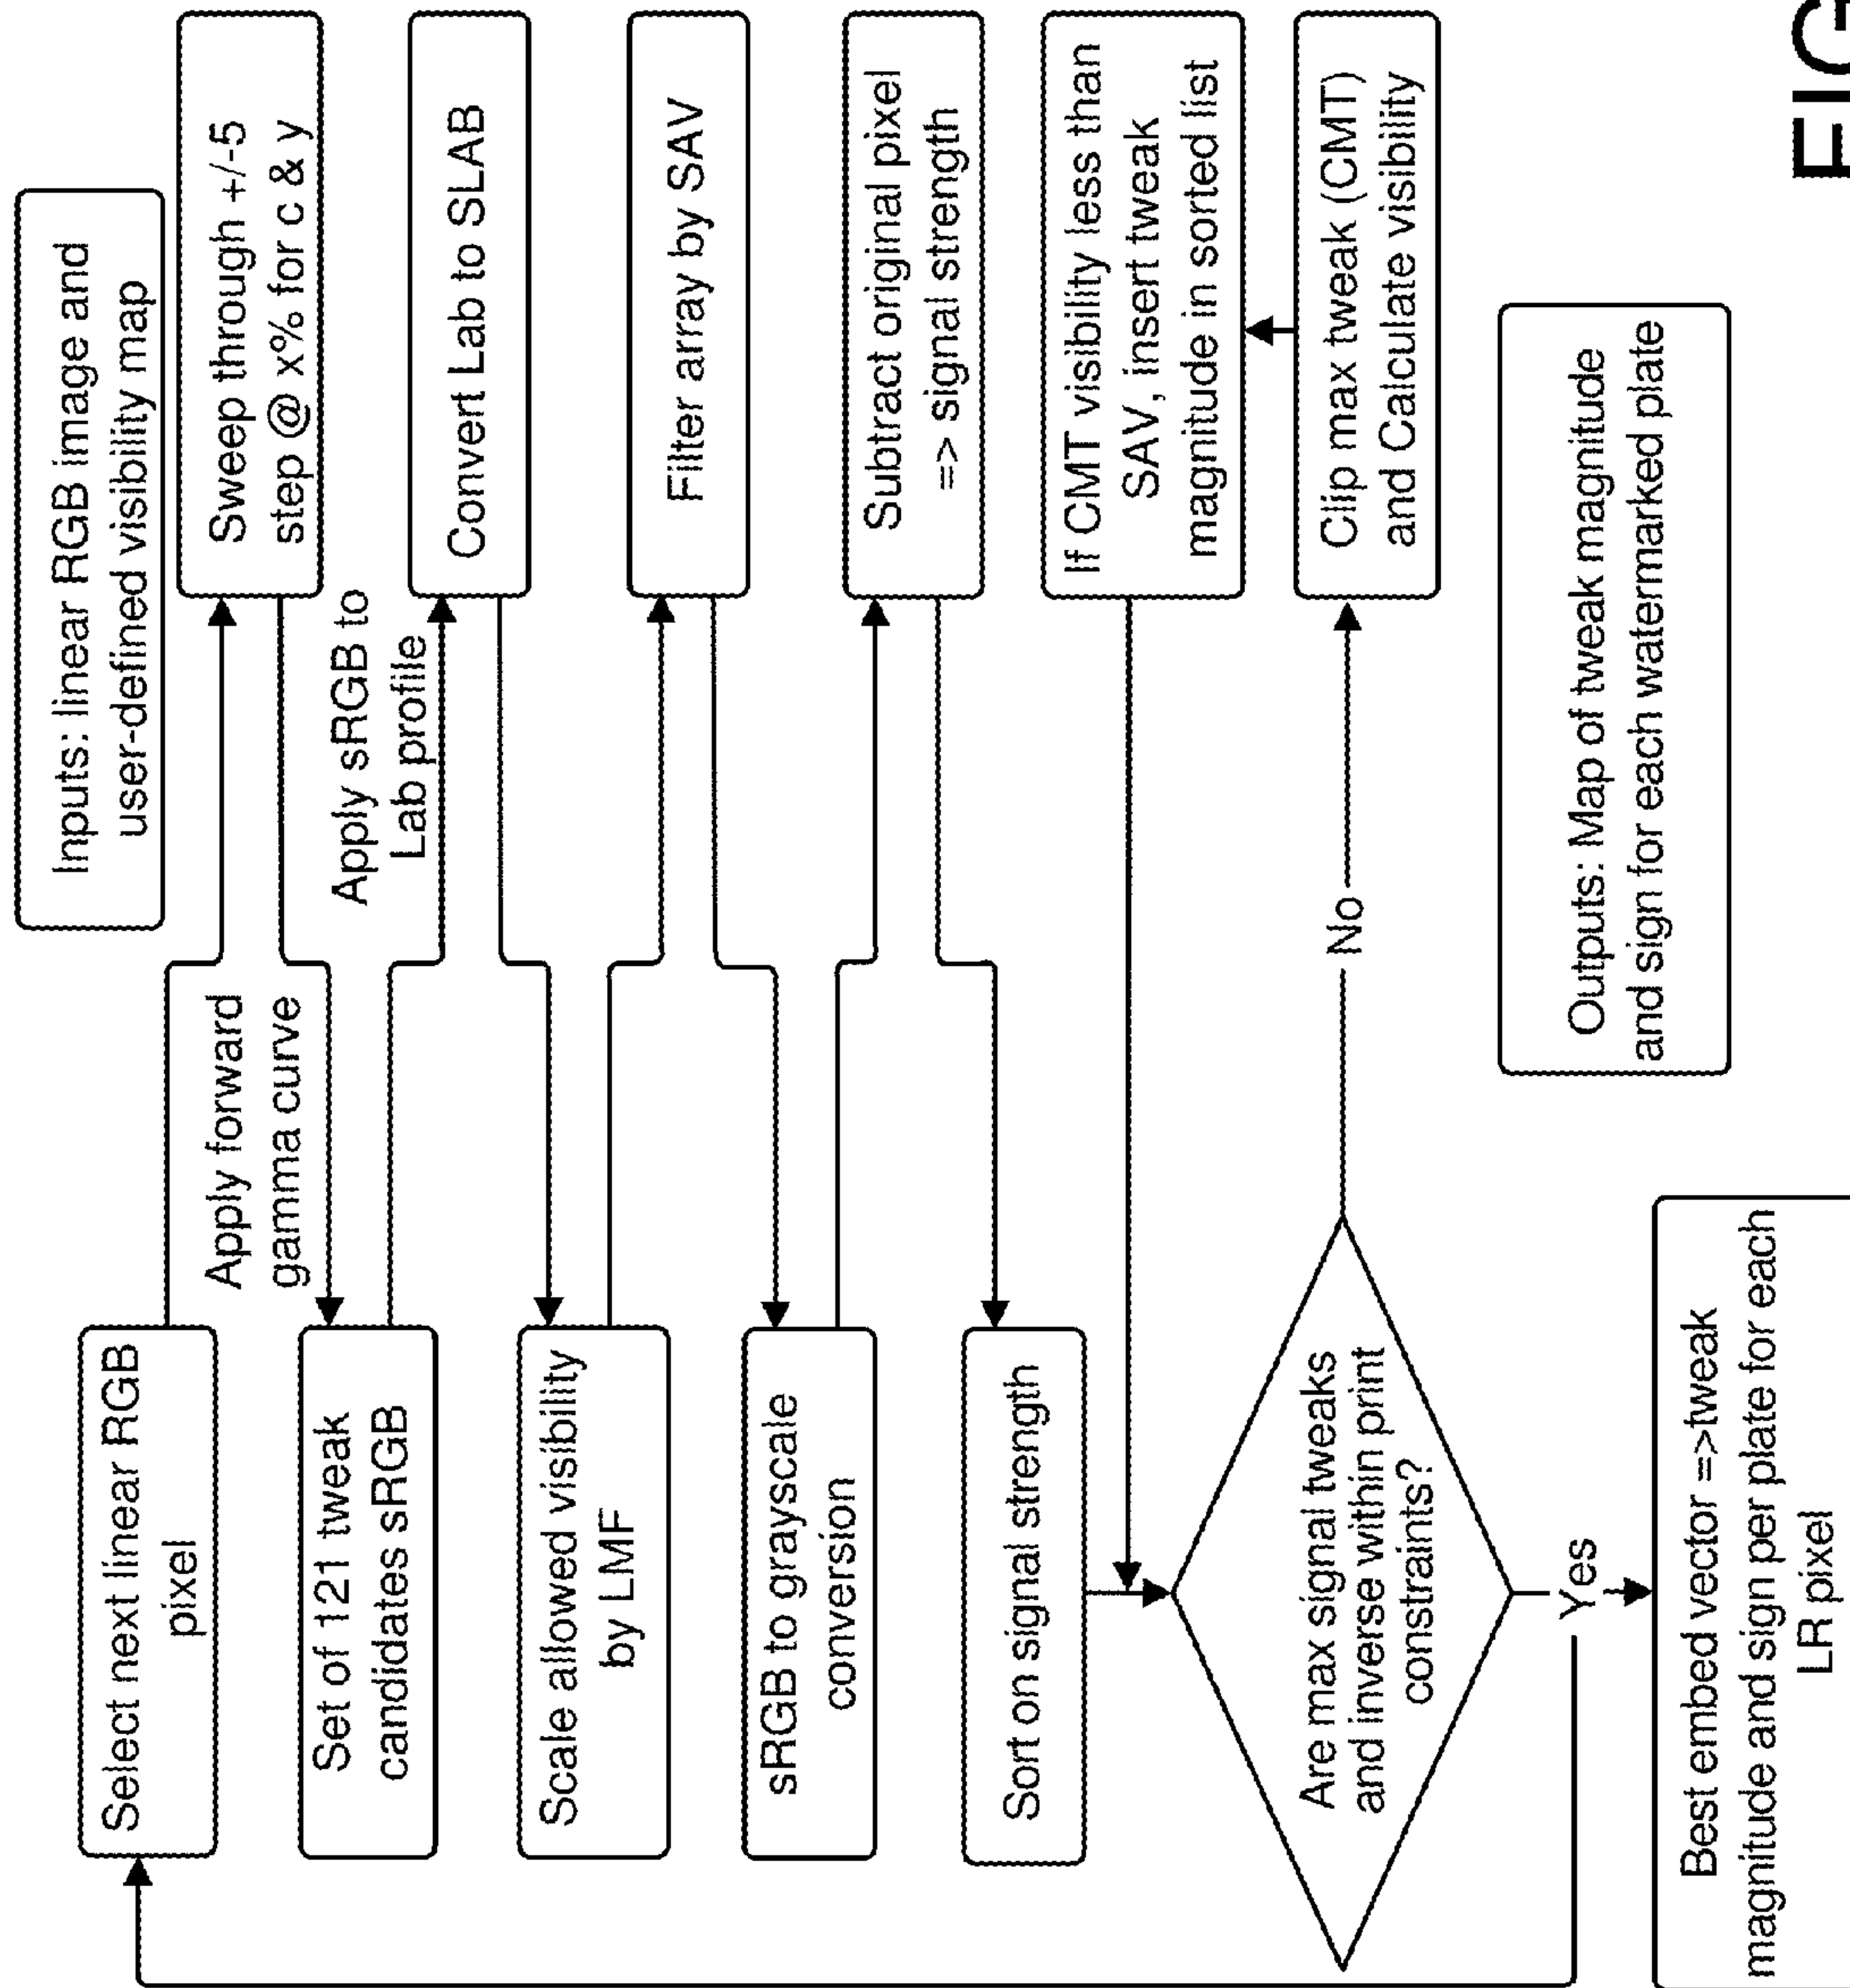 Inputs: linear RGB image and
user-defined visibility map
Select next linear RGB
pixel
Sweep through +/-5
step @ x% for c & y
Apply forward
gamma curve
Set of 121 tweak
candidates sRGB
Apply sRGB to
Lab profile
Convert Lab to SLAB
Scale allowed visibility
by LMF
Filter array by SAV
sRGB to grayscale
conversion
Subtract original pixel
=> signal strength
Sort on signal strength
If CMT visibility less than
SAV, insert tweak
magnitude in sorted list
Are max signal tweaks
and inverse within print
constraints?
No
Clip max tweak (CMT)
and Calculate visibility
Yes
Best embed vector =>tweak
magnitude and sign per plate for each
LR pixel
Outputs: Map of tweak magnitude
and sign for each watermarked plate